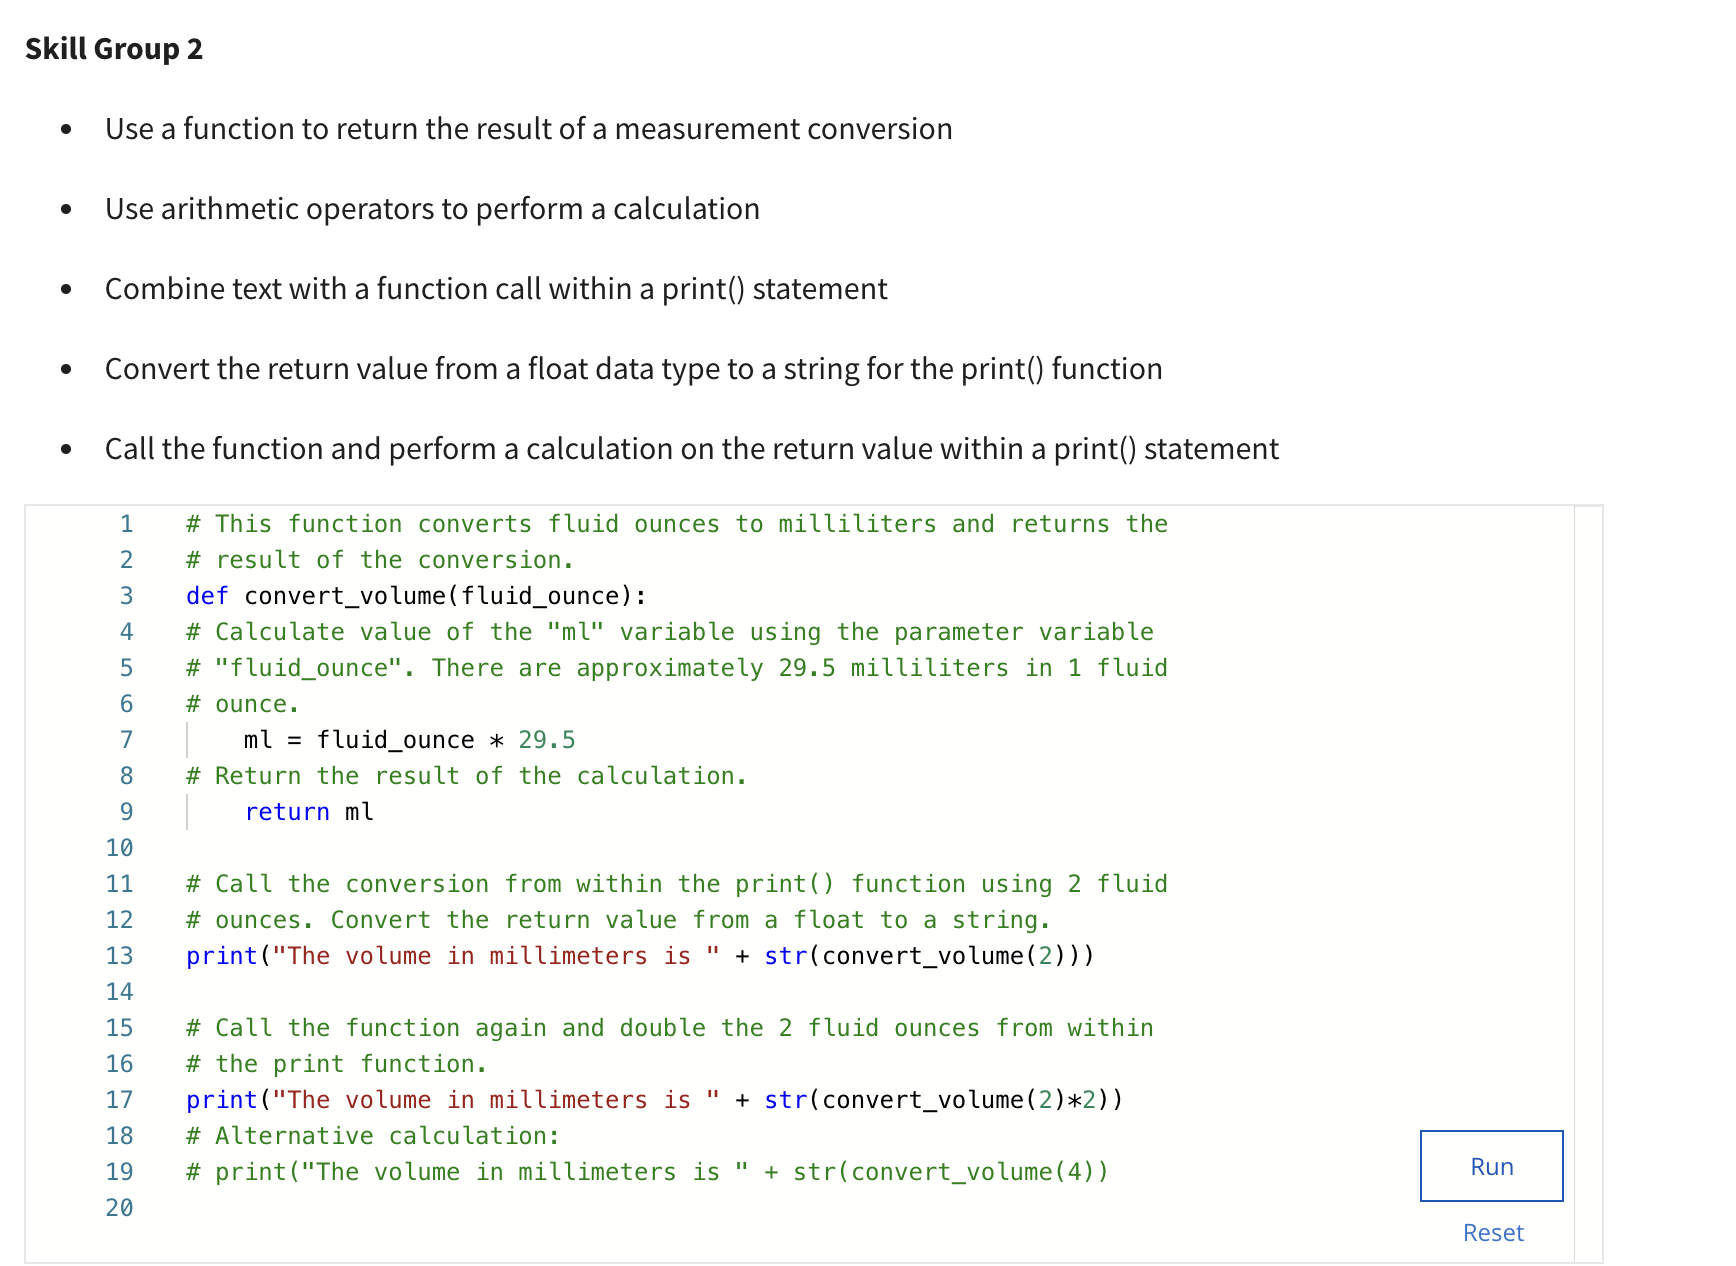 Skill Group 2
• Use a function to return the result of a measurement conversion
• Use arithmetic operators to perform a calculation
• Combine text with a function call within a print() statement
• Convert the return value from a float data type to a string for the print() function
• Call the function and perform a calculation on the return value within a print() statement
1 # This function converts fluid ounces to milliliters and returns the
2 # result of the conversion.
3 def convert_volume(fluid_ounce):
4 # Calculate value of the "ml" variable using the parameter variable
5 # "fluid_ounce". There are approximately 29.5 milliliters in 1 fluid
6 # ounce.
7     ml = fluid_ounce * 29.5
8 # Return the result of the calculation.
9     return ml
10
11 # Call the conversion from within the print() function using 2 fluid
12 # ounces. Convert the return value from a float to a string.
13 print("The volume in millimeters is " + str(convert_volume(2)))
14
15 # Call the function again and double the 2 fluid ounces from within
16 # the print function.
17 print("The volume in millimeters is " + str(convert_volume(2)*2))
18 # Alternative calculation:
19 # print("The volume in millimeters is " + str(convert_volume(4))
20
Run
Reset